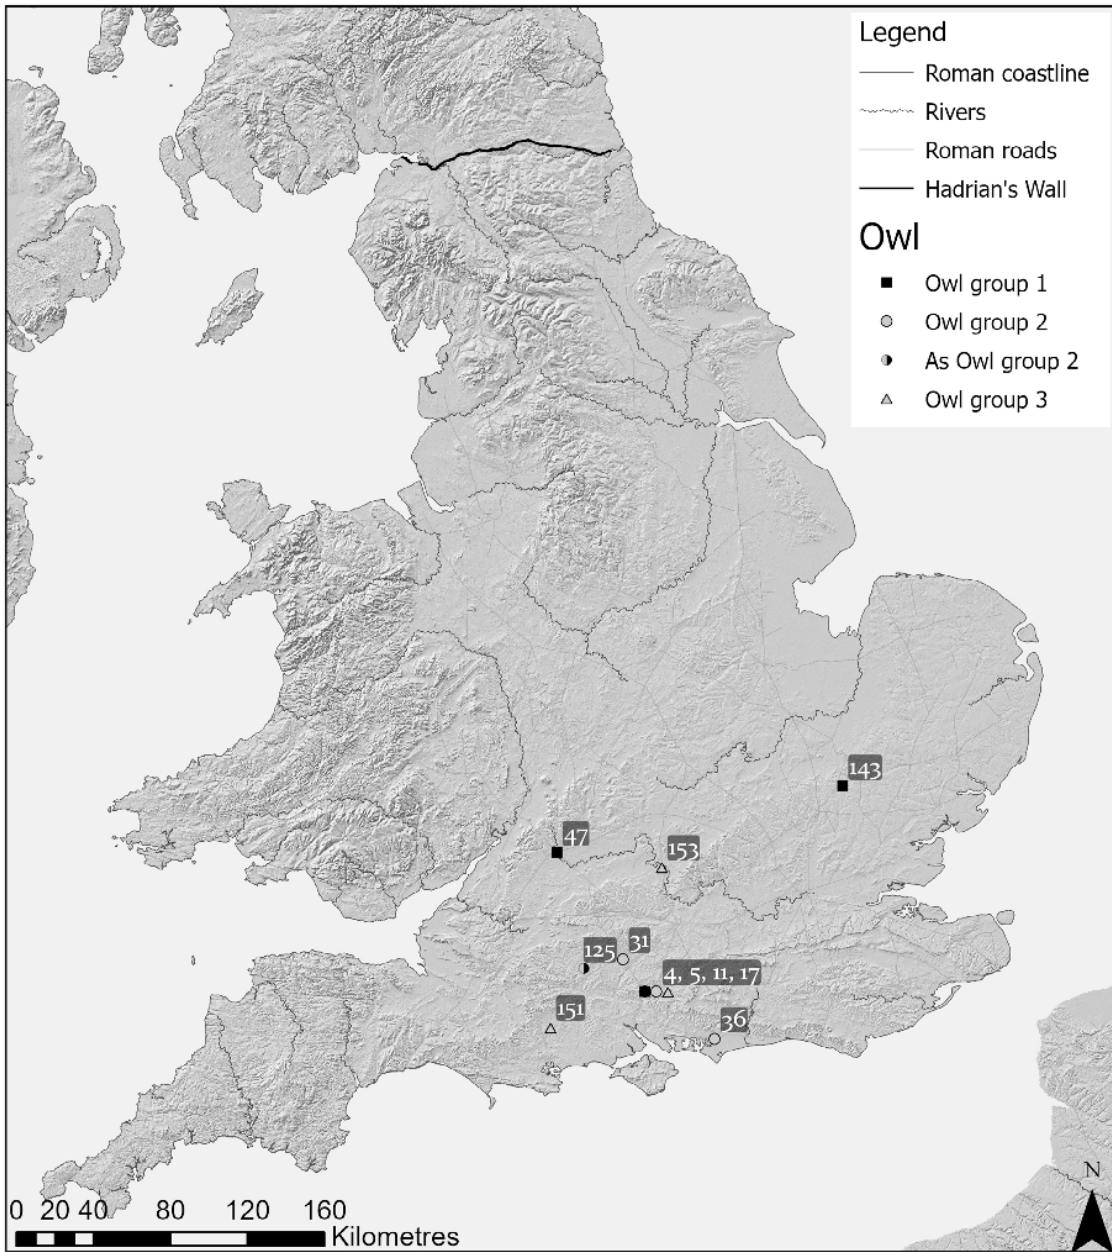 Legend
Roman coastline
Rivers
Roman roads
Hadrian's Wall
Owl
Owl group 1
Owl group 2
As Owl group 2
Owl group 3
143
47
153
31
125
4, 5, 11, 17
151
36
N
0 20 40 80 120 160
Kilometres